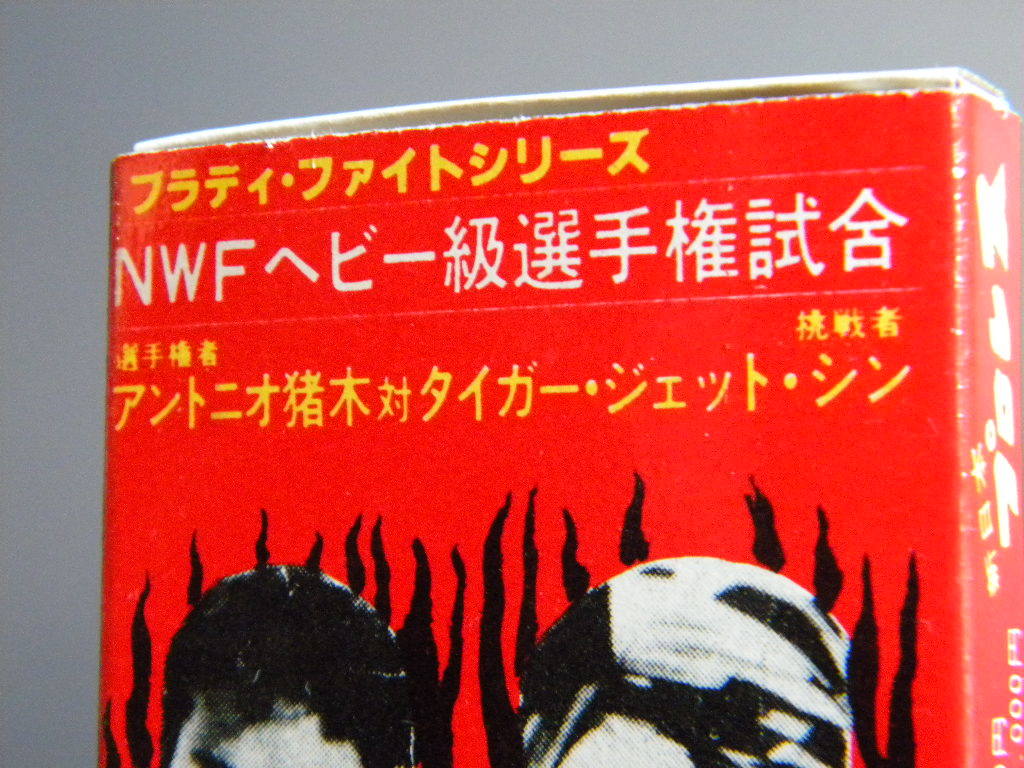 ブラディ・ファイトシリーズ
NWFヘビー級選手権試合
選手権者
挑戦者
アントニオ猪木対タイガー・ジェット・シン